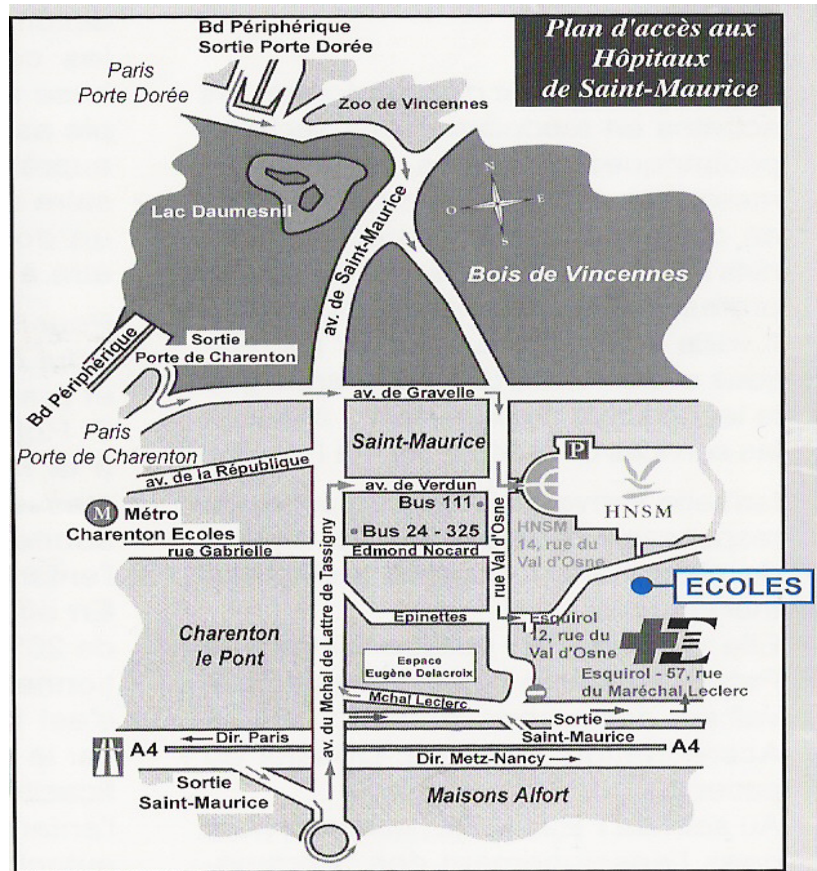 Bd Périphérique
Sortie Porte Dorée
Plan d'accès aux
Hôpitaux
de Saint-Maurice
Paris
Porte Dorée
Zoo de Vincennes
Lac Daumesnil
N
O
E
S
Bois de Vincennes
av. de Saint-Maurice
Bd Périphérique
Sortie
Porte de Charenton
av. de Gravelle
Paris
Porte de Charenton
Saint-Maurice
P
av. de la République
av. de Verdun
HNSM
M
Métro
Charenton Ecoles
Bus 111
Bus 24 - 325
rue Val d'Osne
HNSM
14, rue du
Val d'Osne
rue Gabrielle
Edmond Nocard
ECOLES
av. du Mchal de Lattre de Tassigny
Epinettes
Esquirol
12, rue du
Val d'Osne
E
Charenton
le Pont
Espace
Eugène Delacroix
Esquirol - 57, rue
du Maréchal Leclerc
Mchal Leclerc
Sortie
Saint-Maurice
Dir. Paris
A4
A4
Dir. Metz-Nancy
Sortie
Saint-Maurice
Maisons Alfort